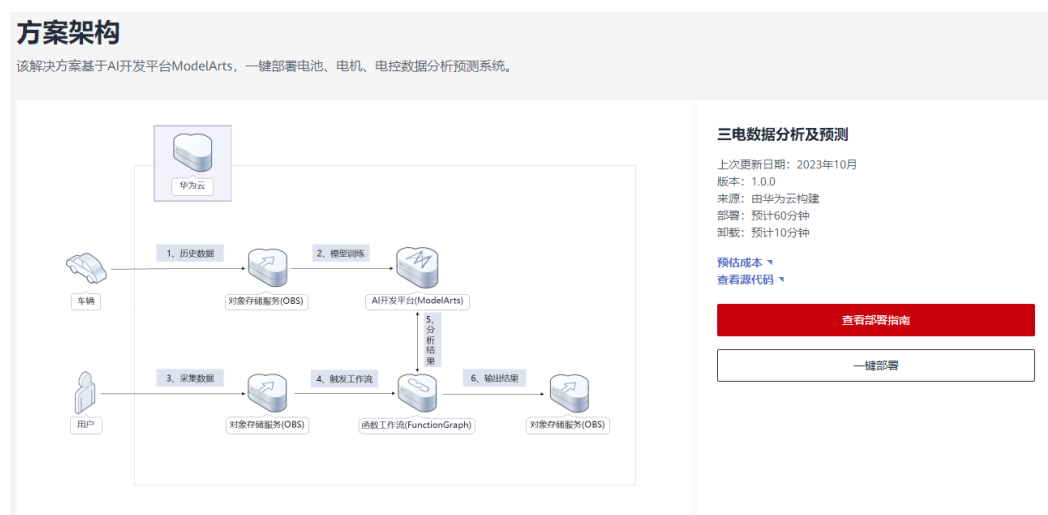 方案架构
该解决方案基于AI开发平台ModelArts，一键部署电池、电机、电控数据分析预测系统。
华为云
1、历史数据
2、模型训练
车辆
对象存储服务(OBS)
AI开发平台(ModelArts)
5、
分
析
结
果
3、采集数据
4、触发工作流
6、输出结果
用户
对象存储服务(OBS)
函数工作流(FunctionGraph)
对象存储服务(OBS)
三电数据分析及预测
上次更新日期：2023年10月
版本：1.0.0
来源：由华为云构建
部署：预计60分钟
卸载：预计10分钟
预估成本
查看源代码
查看部署指南
一键部署